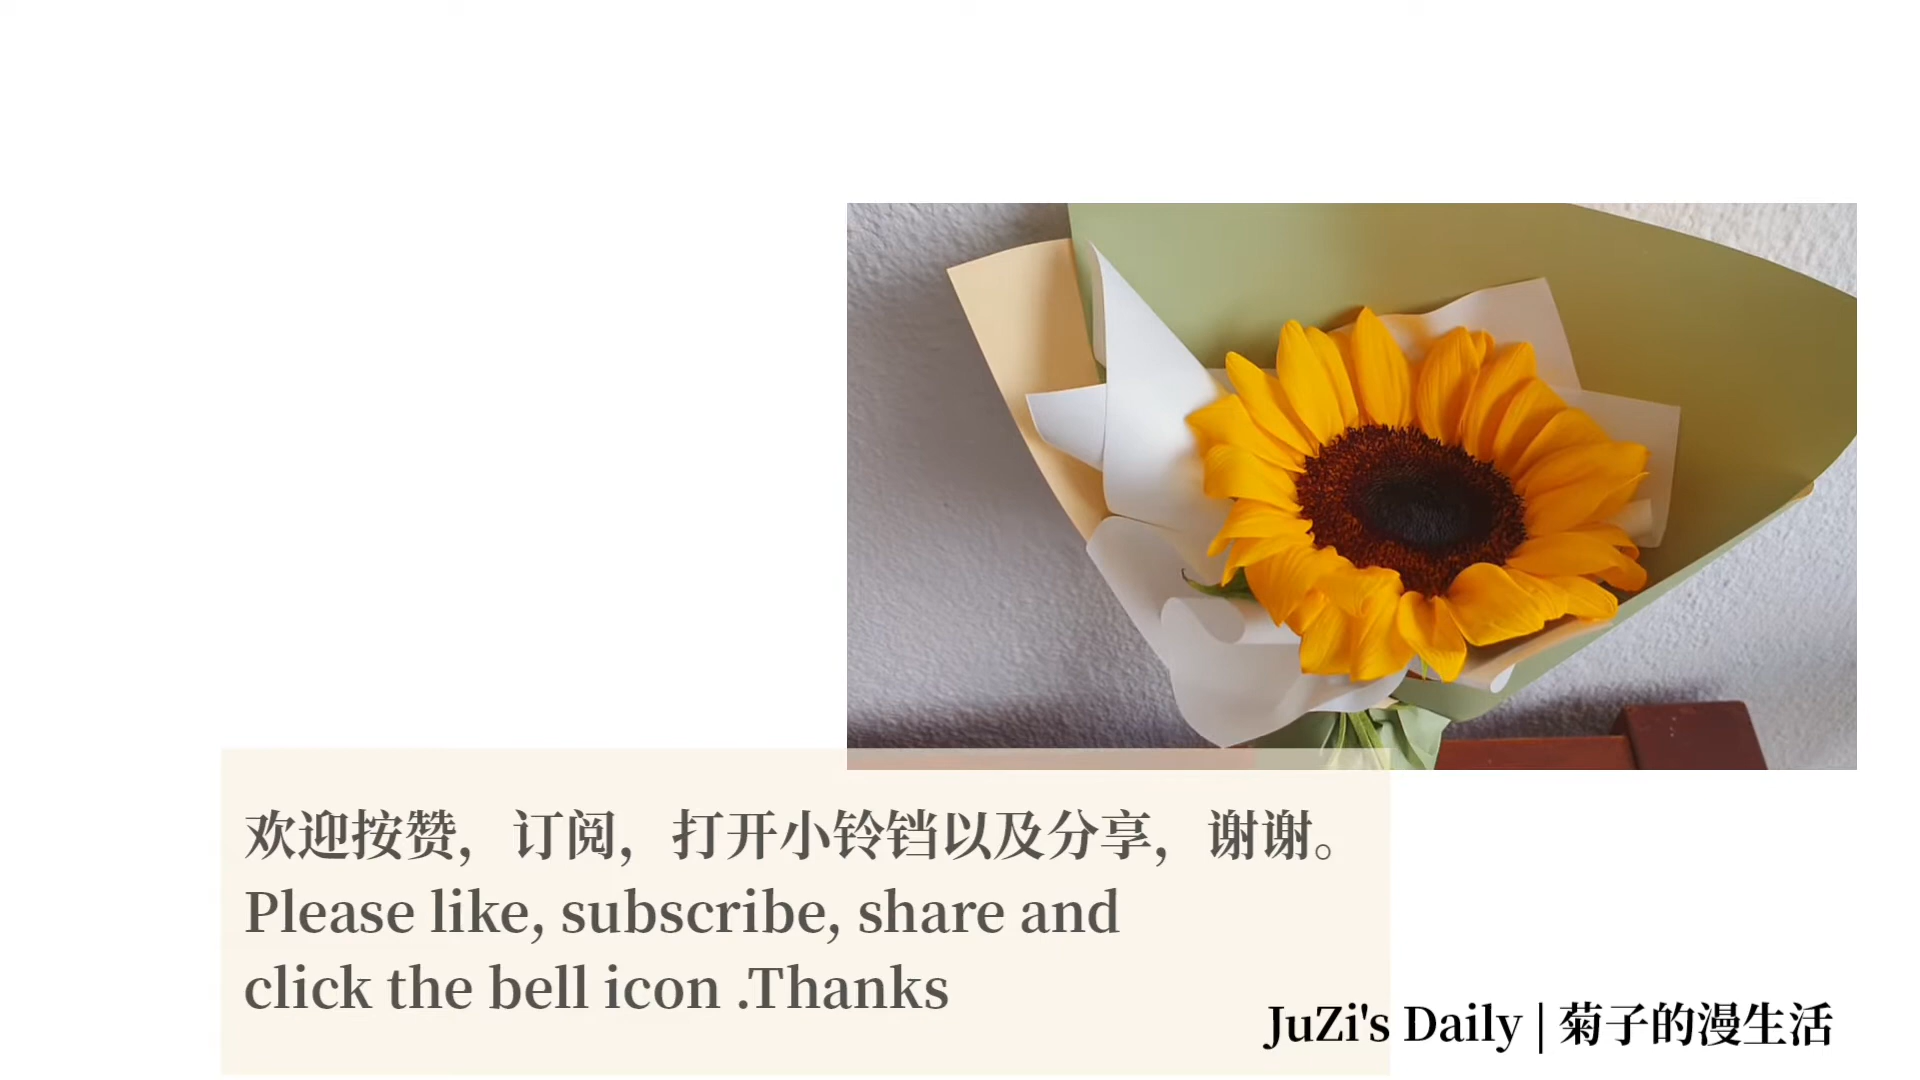 欢迎按赞，订阅，打开小铃铛以及分享，谢谢。
Please like, subscribe, share and
click the bell icon .Thanks
JuZi's Daily | 菊子的漫生活